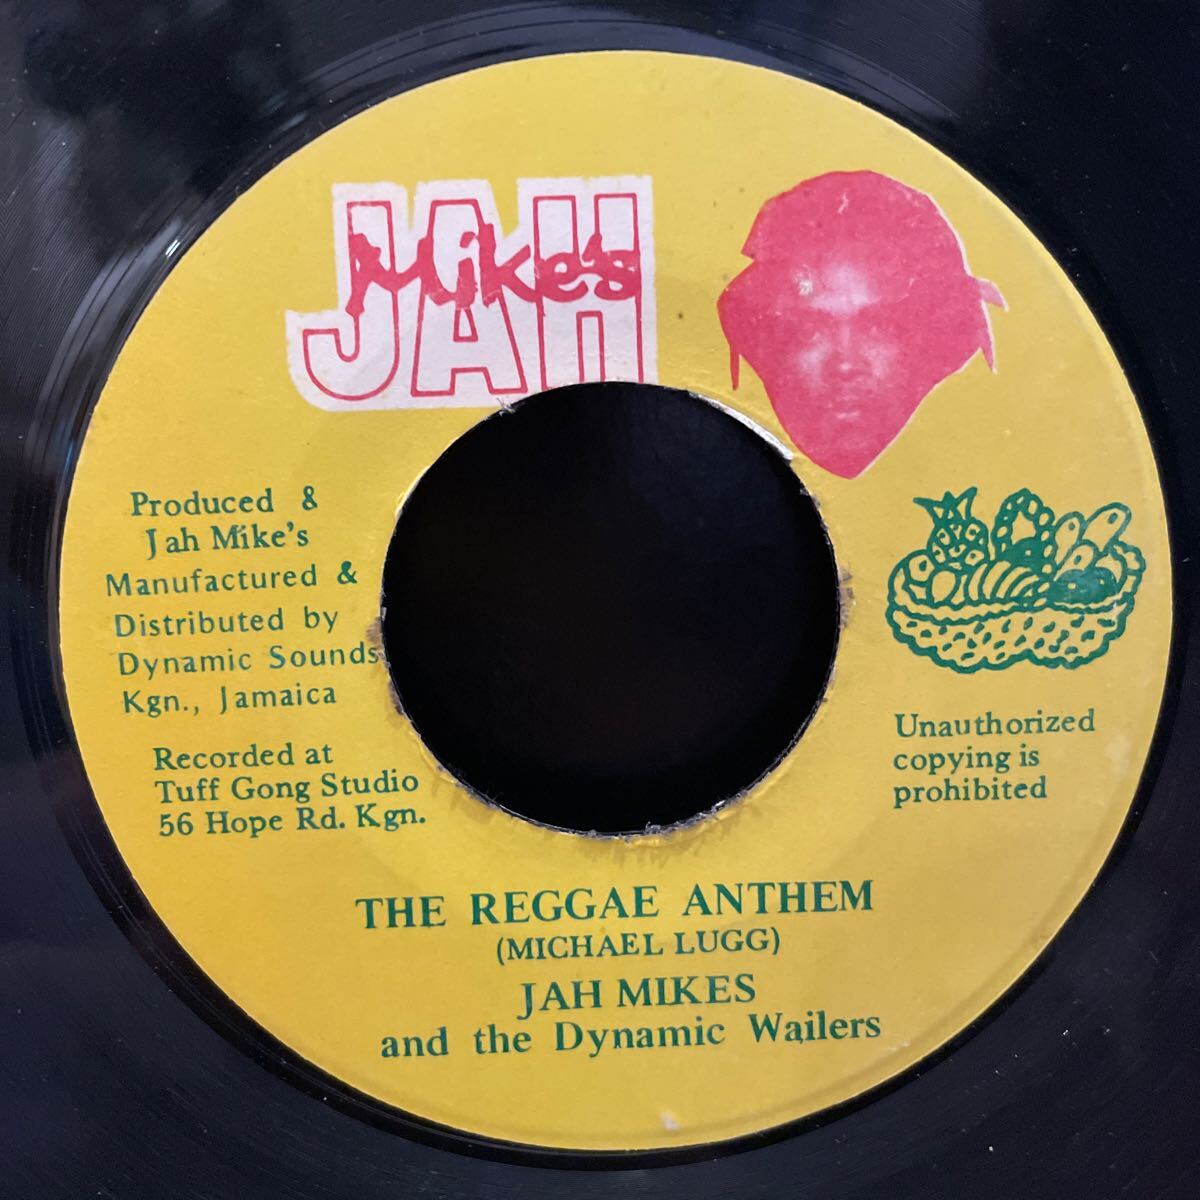 JAH
Mike's
Produced &
Jah Mike's
Manufactured &
Distributed by
Dynamic Sounds
Kgn., Jamaica
Recorded at
Tuff Gong Studio
56 Hope Rd. Kgn.
Unauthorized
copying is
prohibited
THE REGGAE ANTHEM
(MICHAEL LUGG)
JAH MIKES
and the Dynamic Wailers